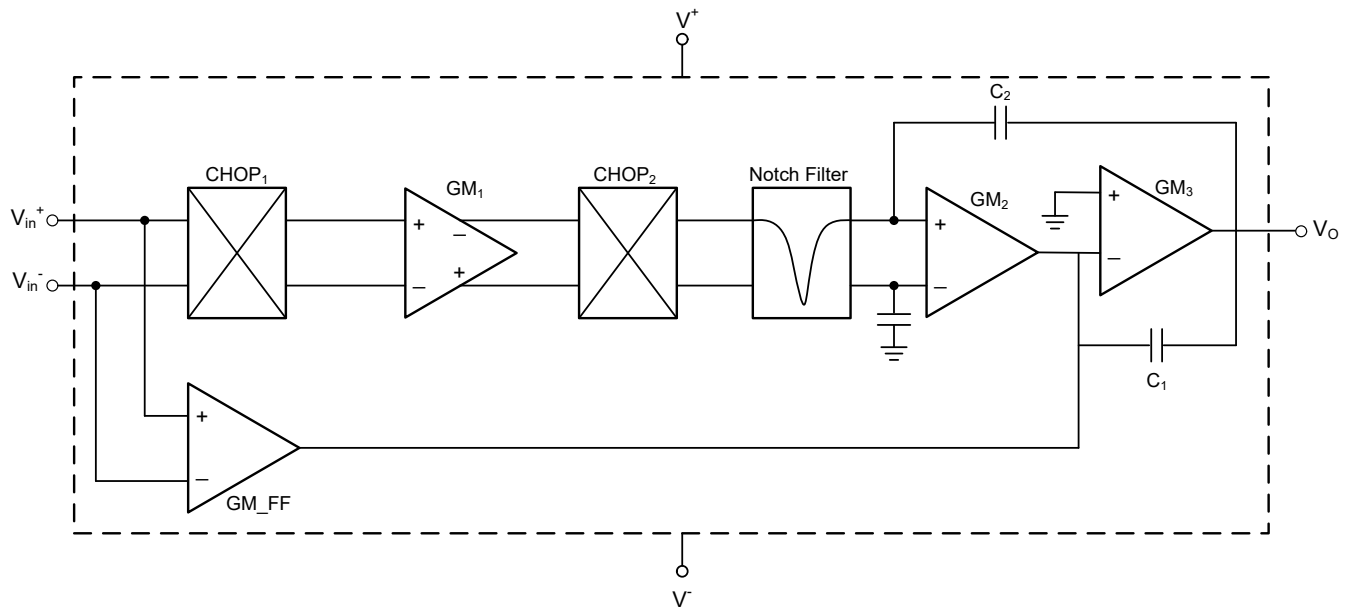 V+
C2
CHOP1
GM1
CHOP2
Notch Filter
GM2
GM3
Vin+
+
−
+
−
+
−
+
−
VO
Vin-
C1
+
−
GM_FF
V-